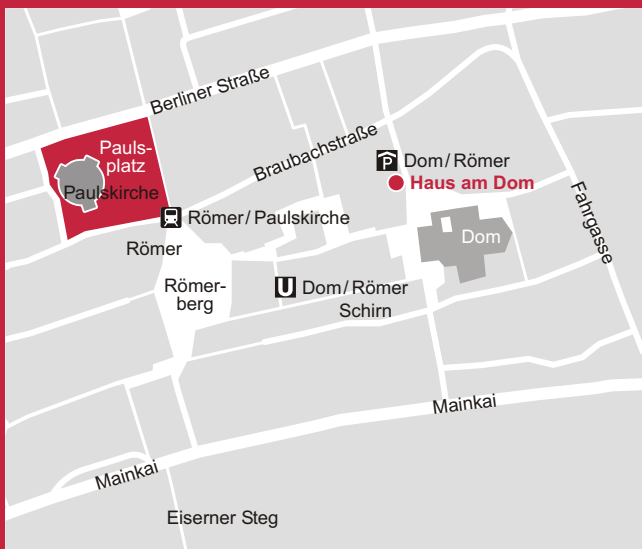 Berliner Straße
Pauls-
platz
Paulskirche
Braubachstraße
P
Dom/Römer
Haus am Dom
Fahrgasse
Römer/Paulskirche
Römer
Dom
Römer-
berg
U
Dom/Römer
Schirn
Mainkai
Mainkai
Eiserner Steg